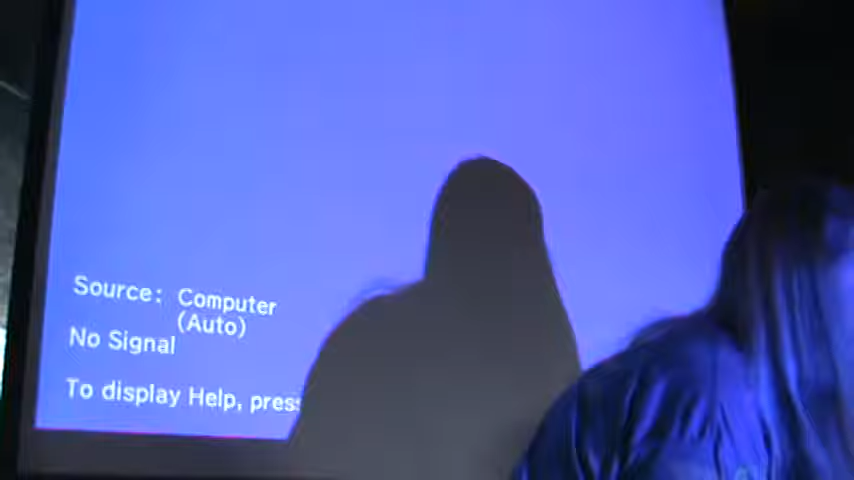 Source: Computer
(Auto)
No Signal
To display Help, press